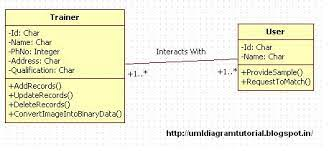 Trainer
-Id: Char
-Name: Char
-PhNo: Integer
-Address: Char
-Qualification: Char
+AddRecords()
+UpdateRecords()
+DeleteRecords()
+ConvertImageIntoBinaryData()
Interacts With
+1..*
+1..*
User
-Id: Char
-Name: Char
+ProvideSample()
+RequestToMatch()
http://umldiagramtutorial.blogspot.in/